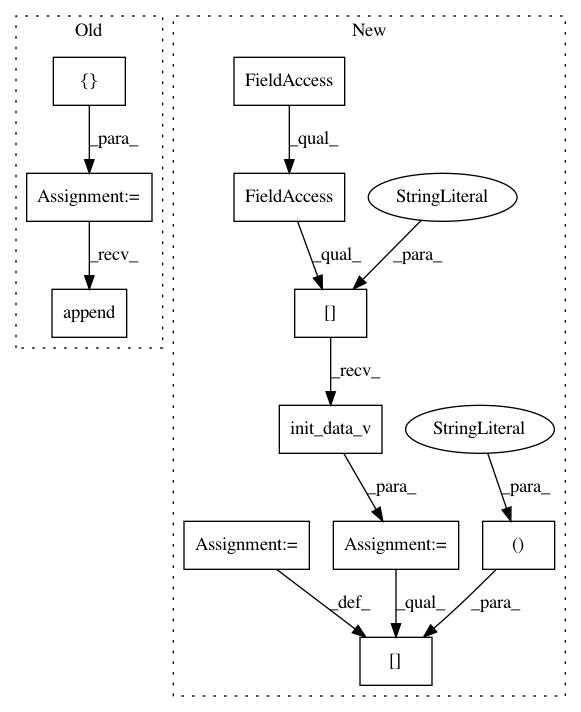 Old
New
{}
FieldAccess
_para_
_qual_
Assignment:=
FieldAccess
StringLiteral
_recv_
_qual_
_para_
append
[]
_recv_
init_data_v
StringLiteral
_para_
_para_
Assignment:=
Assignment:=
()
_def_
_qual_
_para_
[]